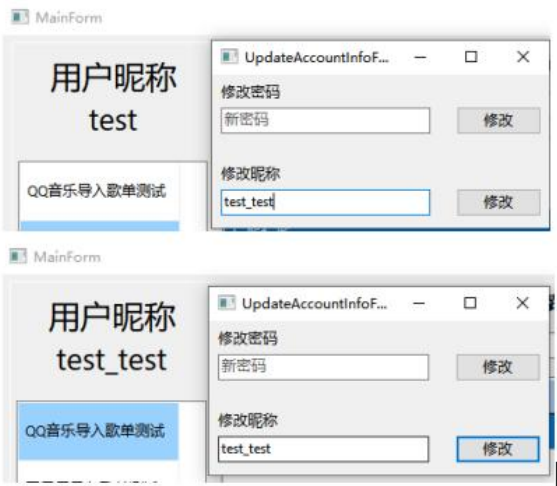 MainForm
用户昵称
test
QQ音乐导入歌单测试
UpdateAccountInfoF...
修改密码
新密码
修改
修改昵称
test_test
修改
MainForm
用户昵称
test_test
QQ音乐导入歌单测试
UpdateAccountInfoF...
修改密码
新密码
修改
修改昵称
test_test
修改